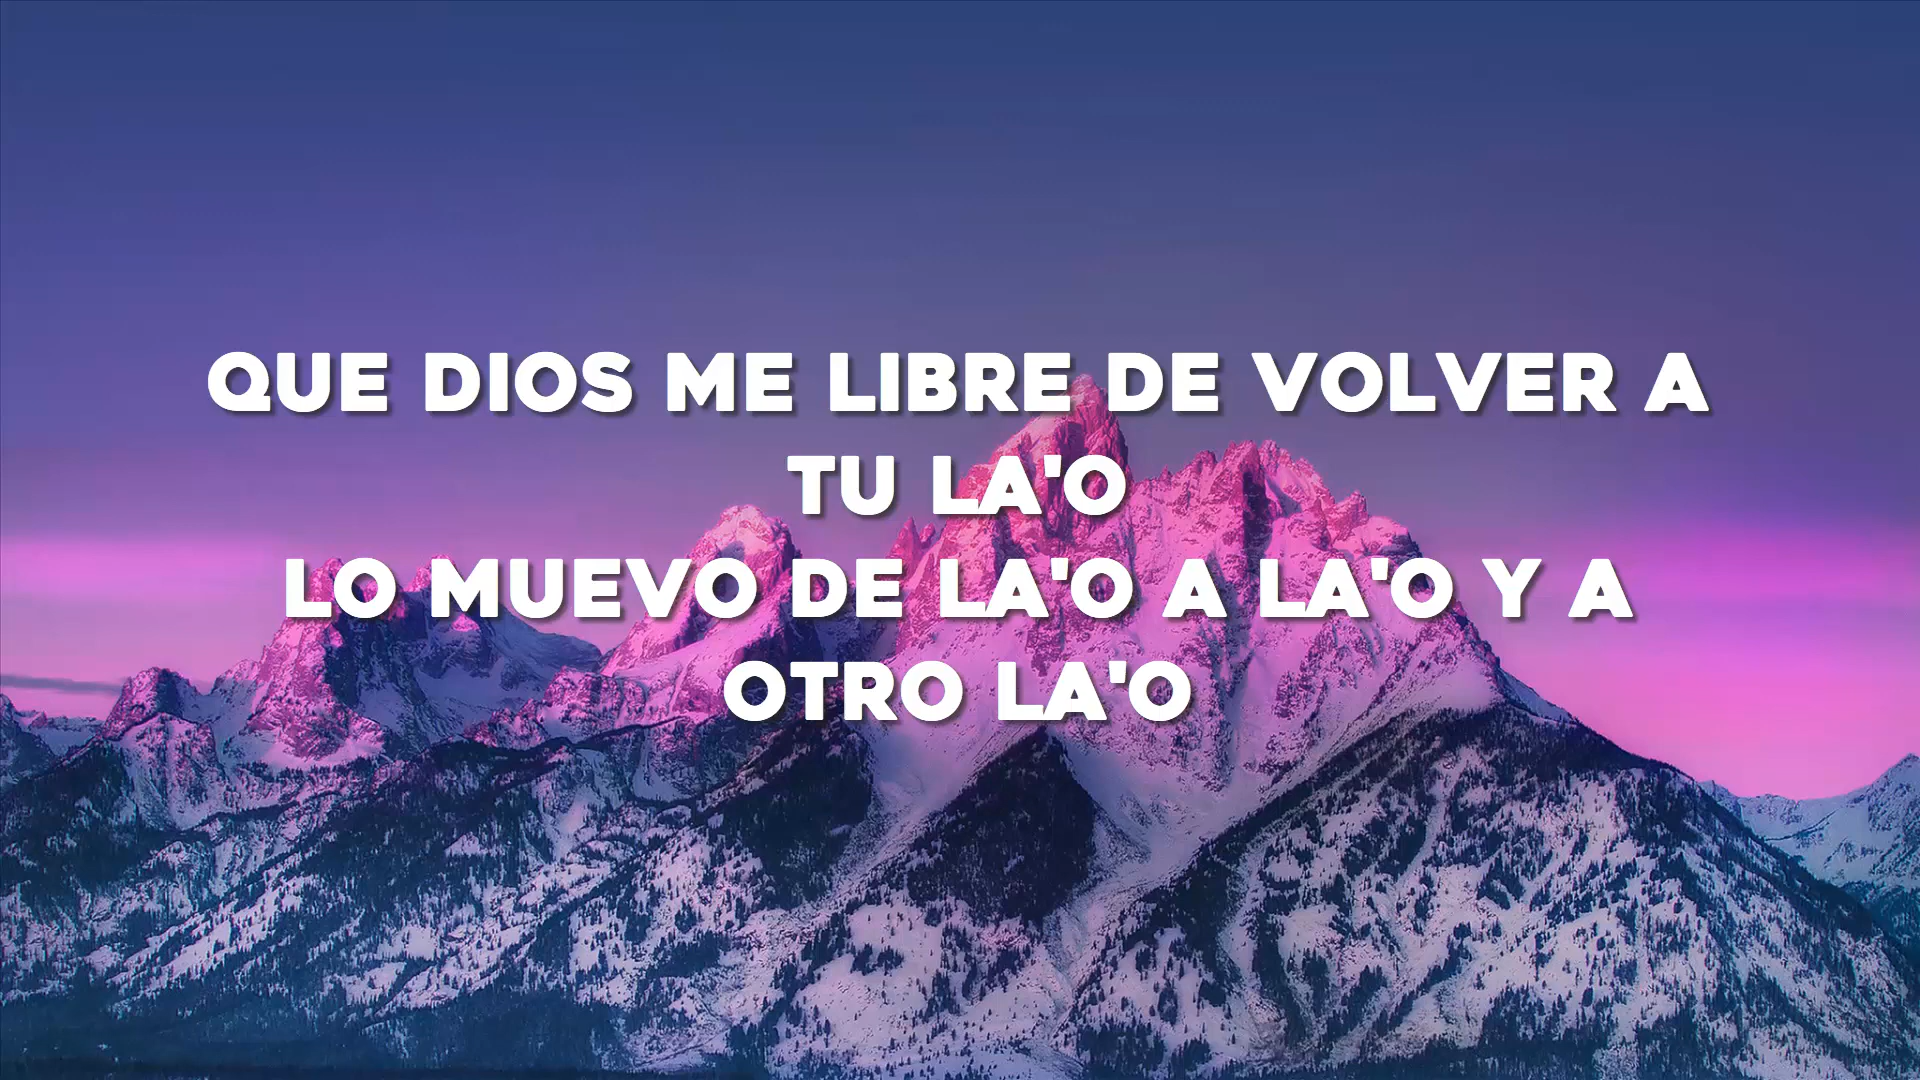 QUE DIOS ME LIBRE DE VOLVER A
TU LA'O
LO MUEVO DE LA'O A LA'O Y A
OTRO LA'O